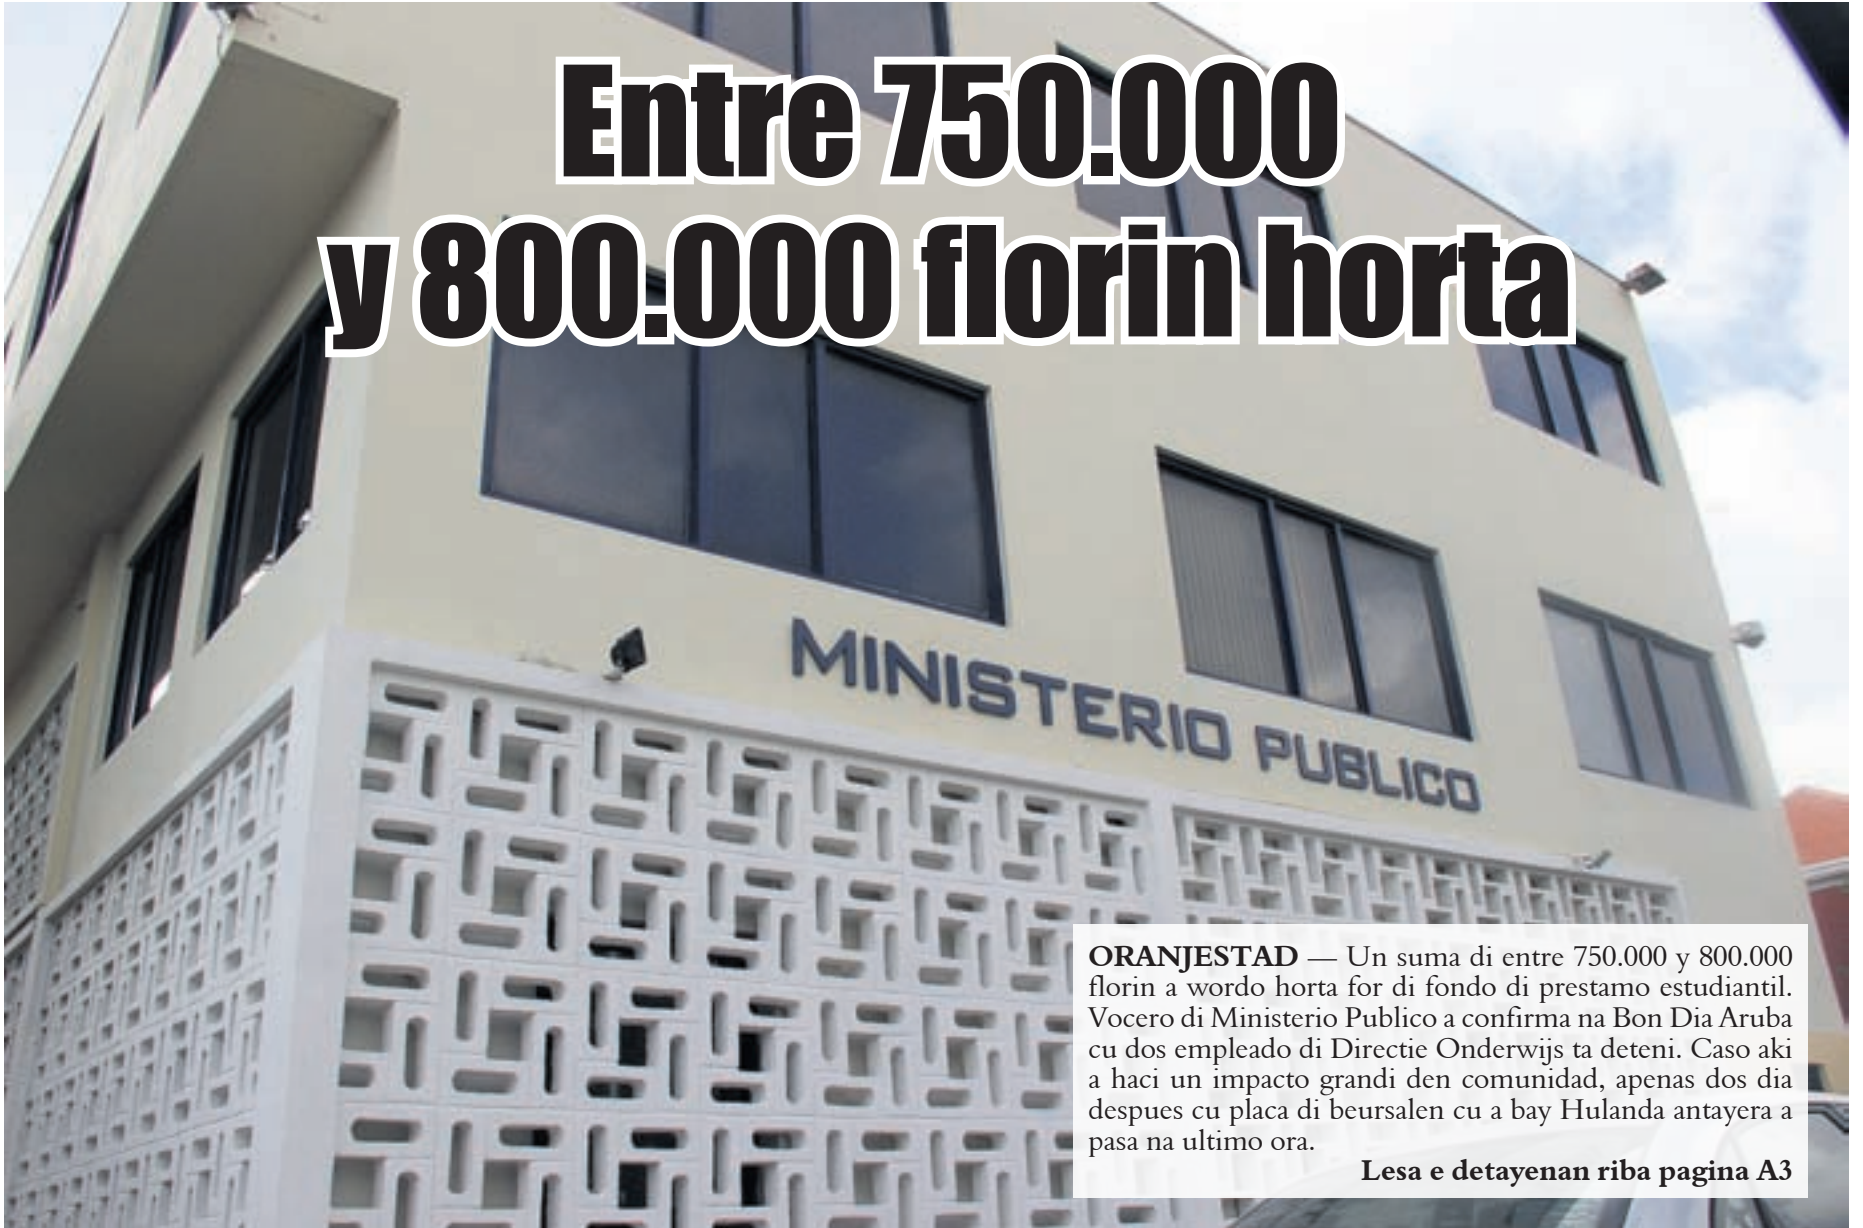 Entre 750.000
y 800.000 florin horta
MINISTERIO PUBLICO
ORANJESTAD — Un suma di entre 750.000 y 800.000
florin a wordo horta for di fondo di prestamo estudiantil.
Vocero di Ministerio Publico a confirma na Bon Dia Aruba
cu dos empleado di Directie Onderwijs ta deteni. Caso aki
a haci un impacto grandi den comunidad, apenas dos dia
despues cu placa di beursalen cu a bay Hulanda antayera a
pasa na ultimo ora.
Lesa e detayenan riba pagina A3